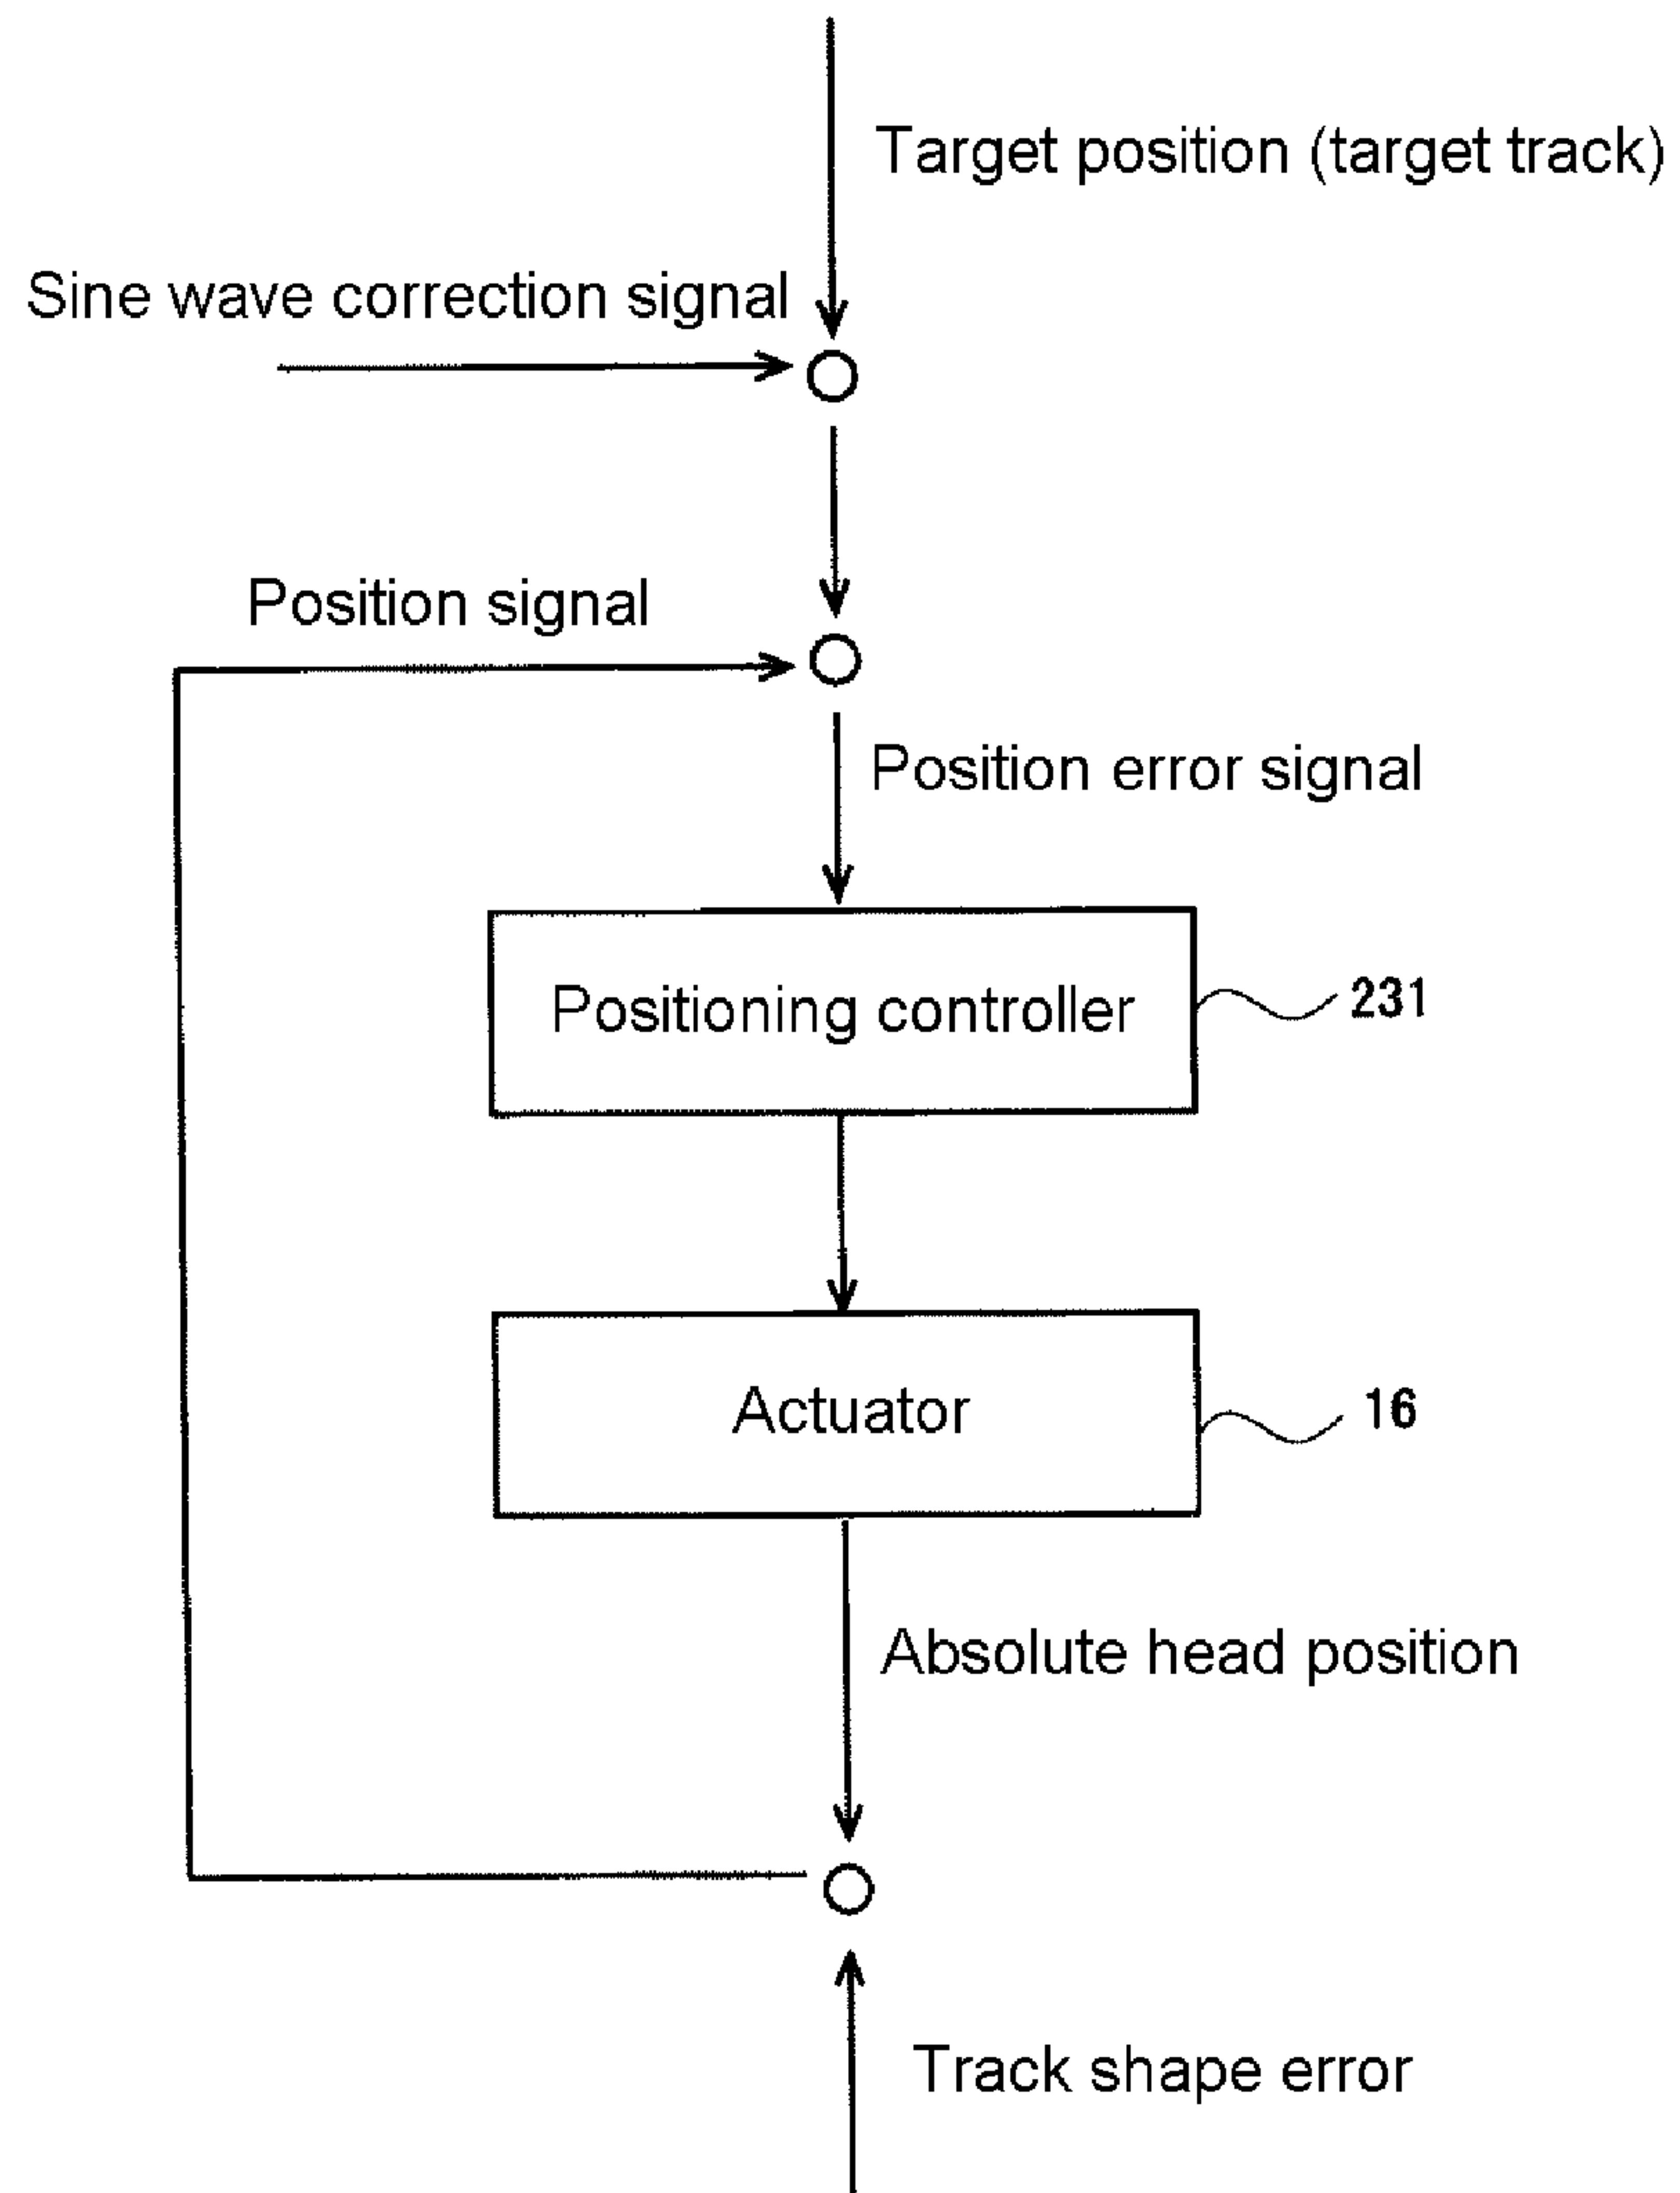 Target position (target track)
Sine wave correction signal
Position signal
Position error signal
Positioning controller
231
Actuator
16
Absolute head position
Track shape error